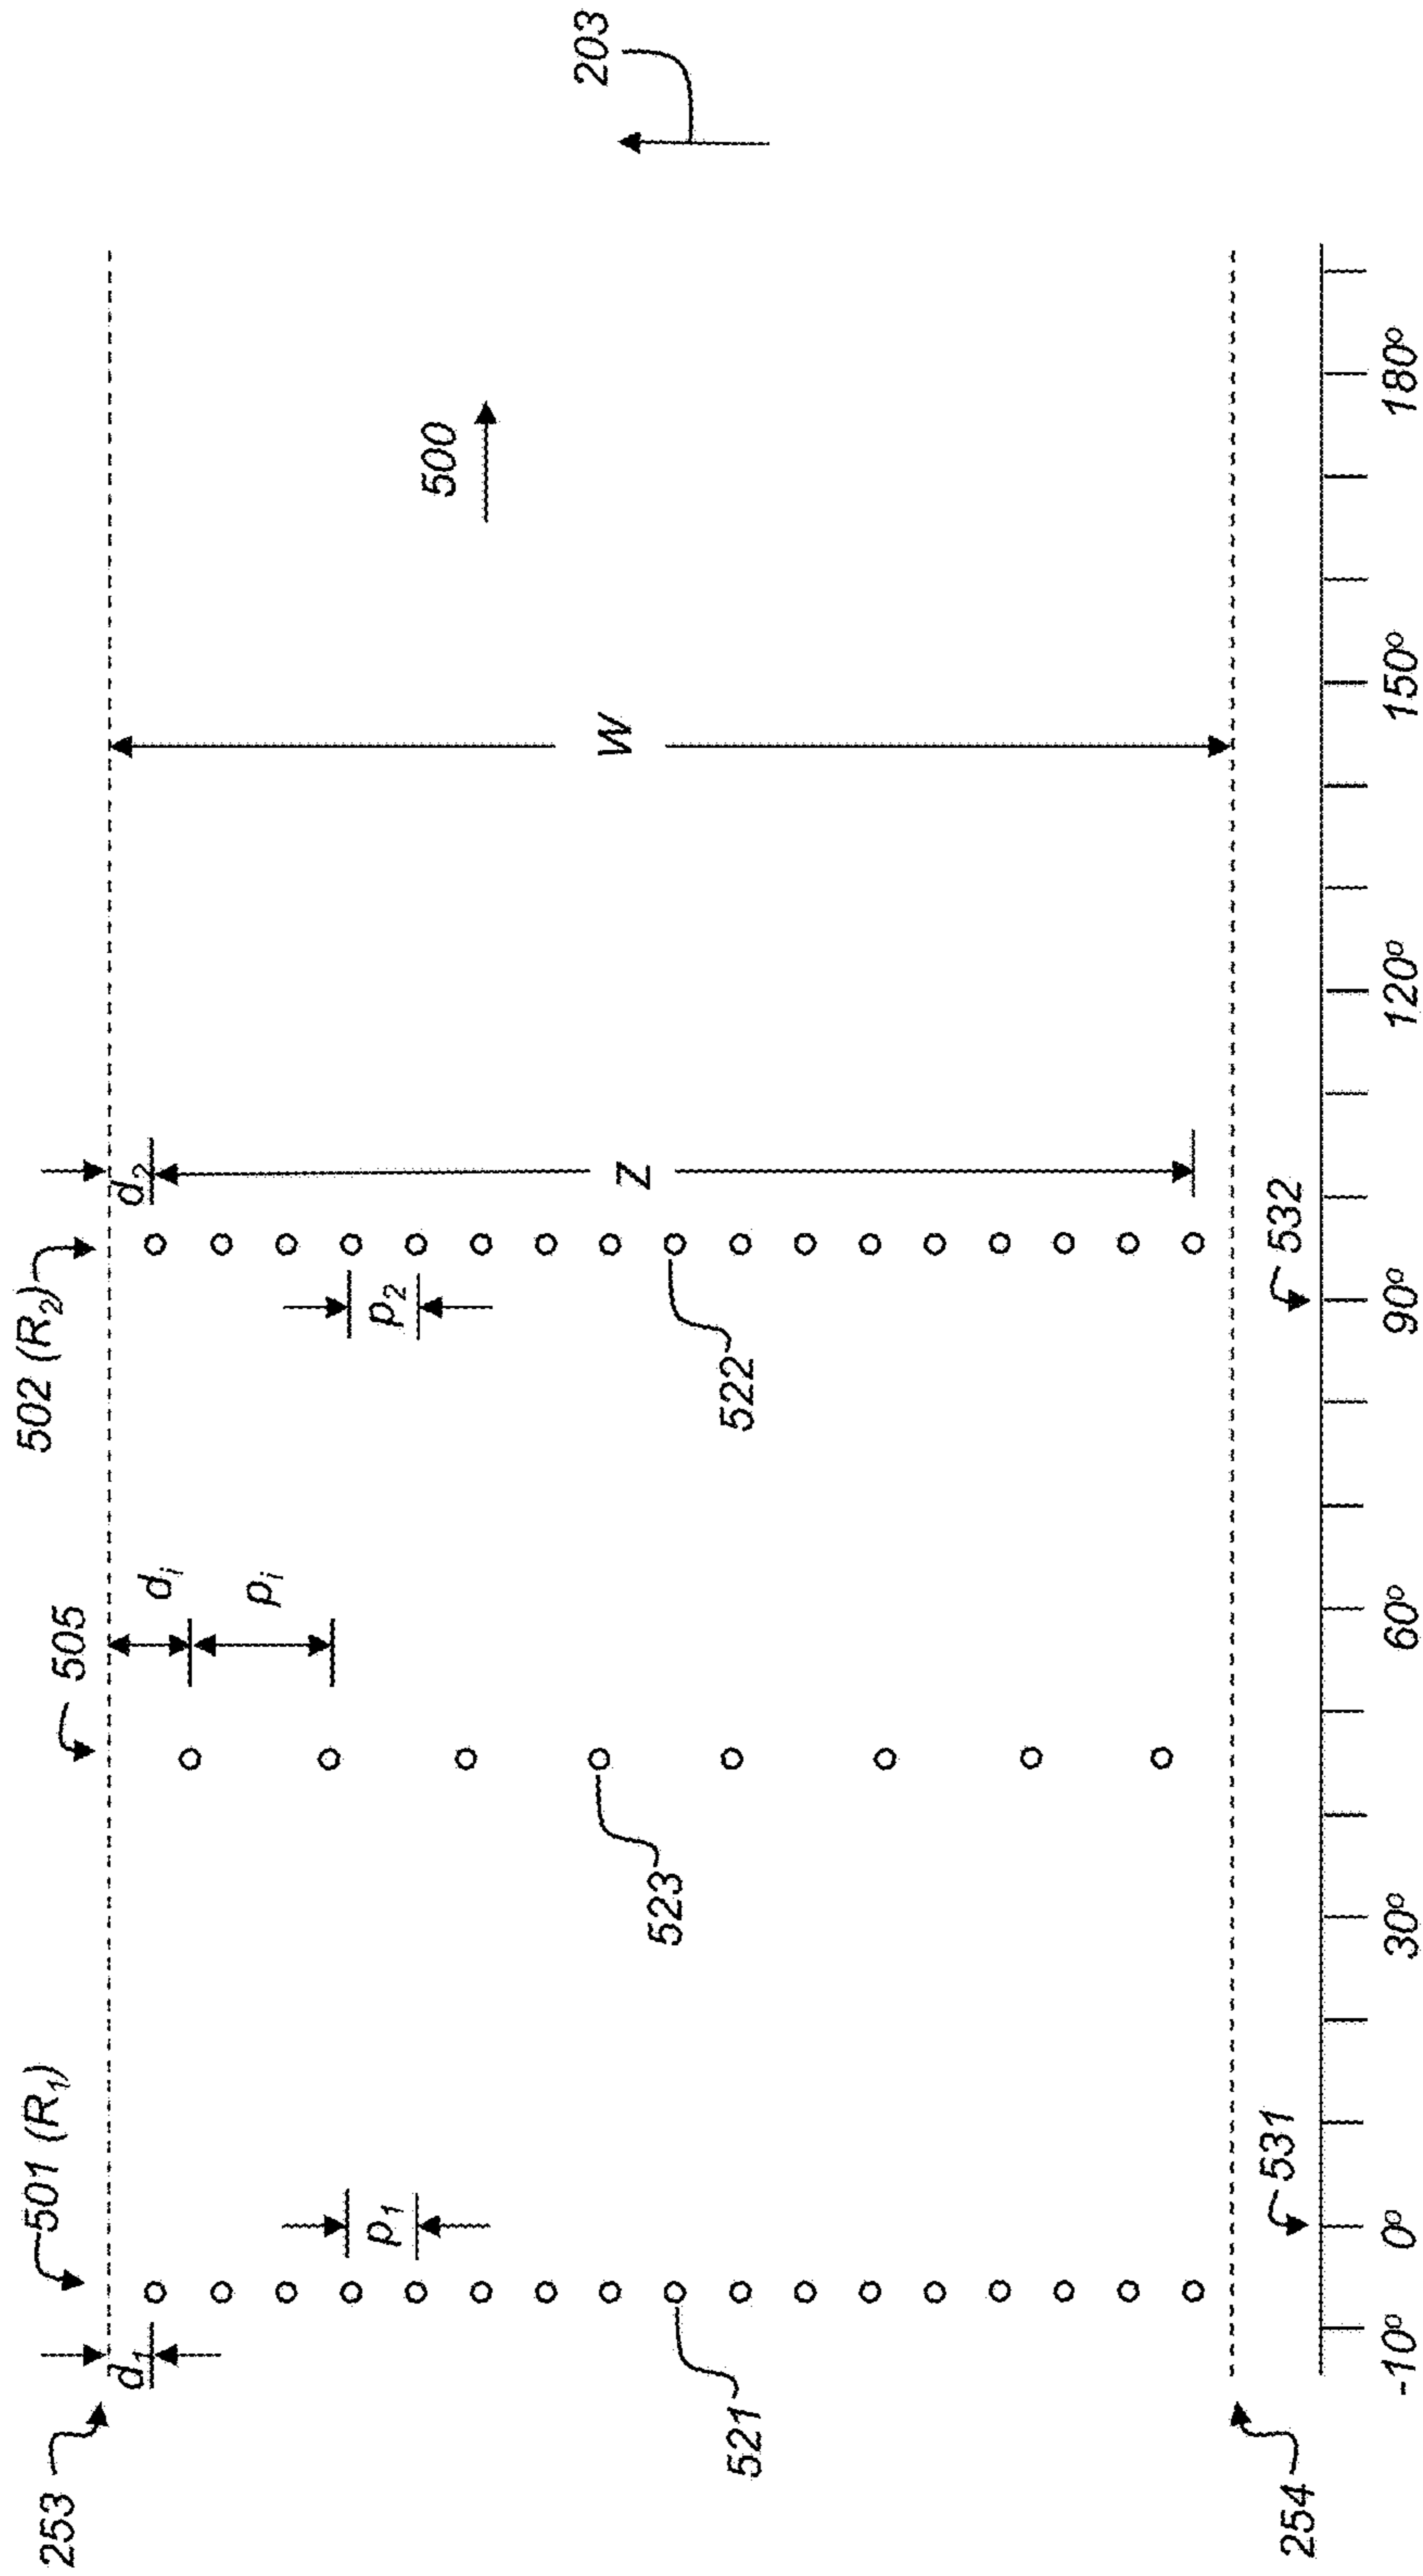 253
501 (R₁)
505
502 (R₂)
d₁
dᵢ
d₂
pᵢ
p₁
p₂
500
203
Z
W
523
521
522
531
532
254
-10° 0° 30° 60° 90° 120° 150° 180°